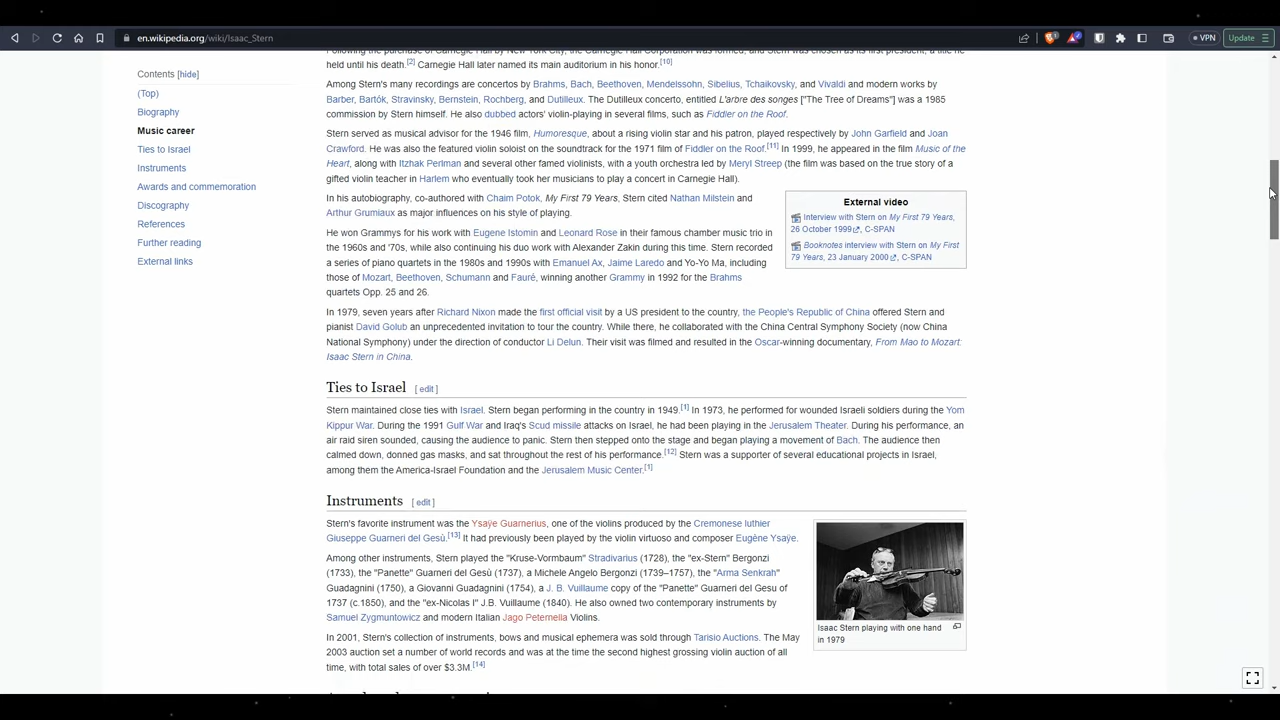 en.wikipedia.org/wiki/Isaac_Stern
VPN
Update
Contents [hide]
(Top)
Biography
Music career
Ties to Israel
Instruments
Awards and commemoration
Discography
References
Further reading
External links
Following the purchase of Carnegie Hall by New York City, the Carnegie Hall Corporation was formed, and Stern was chosen as its first president, a title he
held until his death.[2] Carnegie Hall later named its main auditorium in his honor.[10]
Among Stern's many recordings are concertos by Brahms, Bach, Beethoven, Mendelssohn, Sibelius, Tchaikovsky, and Vivaldi and modern works by
Barber, Bartók, Stravinsky, Bernstein, Rochberg, and Dutilleux. The Dutilleux concerto, entitled L'arbre des songes ["The Tree of Dreams"] was a 1985
commission by Stern himself. He also dubbed actors' violin-playing in several films, such as Fiddler on the Roof.
Stern served as musical advisor for the 1946 film, Humoresque, about a rising violin star and his patron, played respectively by John Garfield and Joan
Crawford. He was also the featured violin soloist on the soundtrack for the 1971 film of Fiddler on the Roof.[11] In 1999, he appeared in the film Music of the
Heart, along with Itzhak Perlman and several other famed violinists, with a youth orchestra led by Meryl Streep (the film was based on the true story of a
gifted violin teacher in Harlem who eventually took her musicians to play a concert in Carnegie Hall).
In his autobiography, co-authored with Chaim Potok, My First 79 Years, Stern cited Nathan Milstein and
Arthur Grumiaux as major influences on his style of playing.
He won Grammys for his work with Eugene Istomin and Leonard Rose in their famous chamber music trio in
the 1960s and '70s, while also continuing his duo work with Alexander Zakin during this time. Stern recorded
a series of piano quartets in the 1980s and 1990s with Emanuel Ax, Jaime Laredo and Yo-Yo Ma, including
those of Mozart, Beethoven, Schumann and Fauré, winning another Grammy in 1992 for the Brahms
quartets Opp. 25 and 26.
External video
Interview with Stern on My First 79 Years,
26 October 1999, C-SPAN
Booknotes interview with Stern on My First
79 Years, 23 January 2000, C-SPAN
In 1979, seven years after Richard Nixon made the first official visit by a US president to the country, the People's Republic of China offered Stern and
pianist David Golub an unprecedented invitation to tour the country. While there, he collaborated with the China Central Symphony Society (now China
National Symphony) under the direction of conductor Li Delun. Their visit was filmed and resulted in the Oscar-winning documentary, From Mao to Mozart:
Isaac Stern in China.
Ties to Israel [ edit ]
Stern maintained close ties with Israel. Stern began performing in the country in 1949.[1] In 1973, he performed for wounded Israeli soldiers during the Yom
Kippur War. During the 1991 Gulf War and Iraq's Scud missile attacks on Israel, he had been playing in the Jerusalem Theater. During his performance, an
air raid siren sounded, causing the audience to panic. Stern then stepped onto the stage and began playing a movement of Bach. The audience then
calmed down, donned gas masks, and sat throughout the rest of his performance.[12] Stern was a supporter of several educational projects in Israel,
among them the America-Israel Foundation and the Jerusalem Music Center.[1]
Instruments [ edit ]
Stern's favorite instrument was the Ysaÿe Guarnerius, one of the violins produced by the Cremonese luthier
Giuseppe Guarneri del Gesù.[13] It had previously been played by the violin virtuoso and composer Eugène Ysaÿe.
Among other instruments, Stern played the "Kruse-Vormbaum" Stradivarius (1728), the "ex-Stern" Bergonzi
(1733), the "Panette" Guarneri del Gesù (1737), a Michele Angelo Bergonzi (1739–1757), the "Arma Senkrah"
Guadagnini (1750), a Giovanni Guadagnini (1754), a J. B. Vuillaume copy of the "Panette" Guarneri del Gesu of
1737 (c.1850), and the "ex-Nicolas I" J.B. Vuillaume (1840). He also owned two contemporary instruments by
Samuel Zygmuntowicz and modern Italian Jago Peternella Violins.
In 2001, Stern's collection of instruments, bows and musical ephemera was sold through Tarisio Auctions. The May
2003 auction set a number of world records and was at the time the second highest grossing violin auction of all
time, with total sales of over $3.3M.[14]
Isaac Stern playing with one hand
in 1979